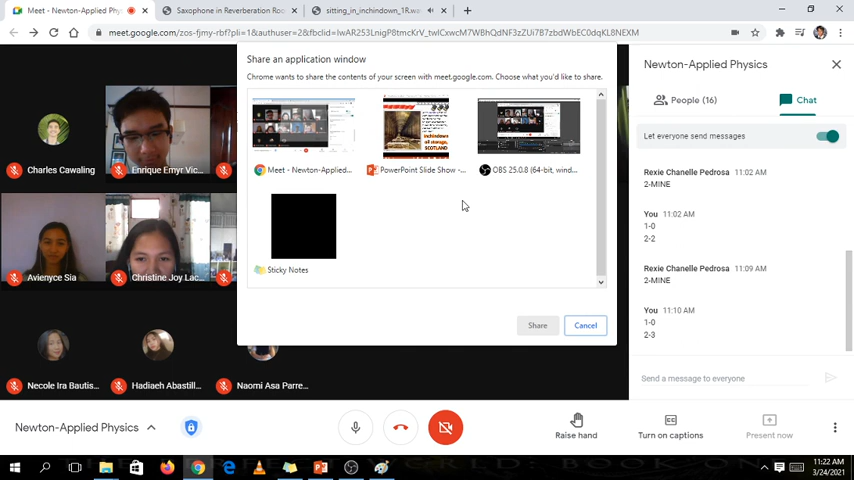 Meet - Newton-Applied Phys
Saxophone in Reverberation Roo
sitting_in_inchindown_1R.wa
meet.google.com/zos-fjmy-rbf?pli=1&authuser=2&fbclid=IwAR253LnigP8tmcKrV_twICxwcM7WBhQdNF3zZUi7B7zbdWbEC0dqKL8NEXM
Share an application window
Chrome wants to share the contents of your screen with meet.google.com. Choose what you'd like to share.
inchindown
oil storage,
SCOTLAND
Meet - Newton-Applied...
PowerPoint Slide Show -...
OBS 25.0.8 (64-bit, wind...
Sticky Notes
Share
Cancel
Charles Cawaling
Enrique Emyr Vic...
Avienyce Sia
Christine Joy Lac...
Necole Ira Bautis...
Hadiaeh Abastill...
Naomi Asa Parre...
Newton-Applied Physics
People (16)
Chat
Let everyone send messages
Rexie Chanelle Pedrosa 11:02 AM
2-MINE
You 11:02 AM
1-0
2-2
Rexie Chanelle Pedrosa 11:09 AM
2-MINE
You 11:10 AM
1-0
2-3
Send a message to everyone
Newton-Applied Physics
Raise hand
Turn on captions
Present now
11:22 AM
3/24/2021